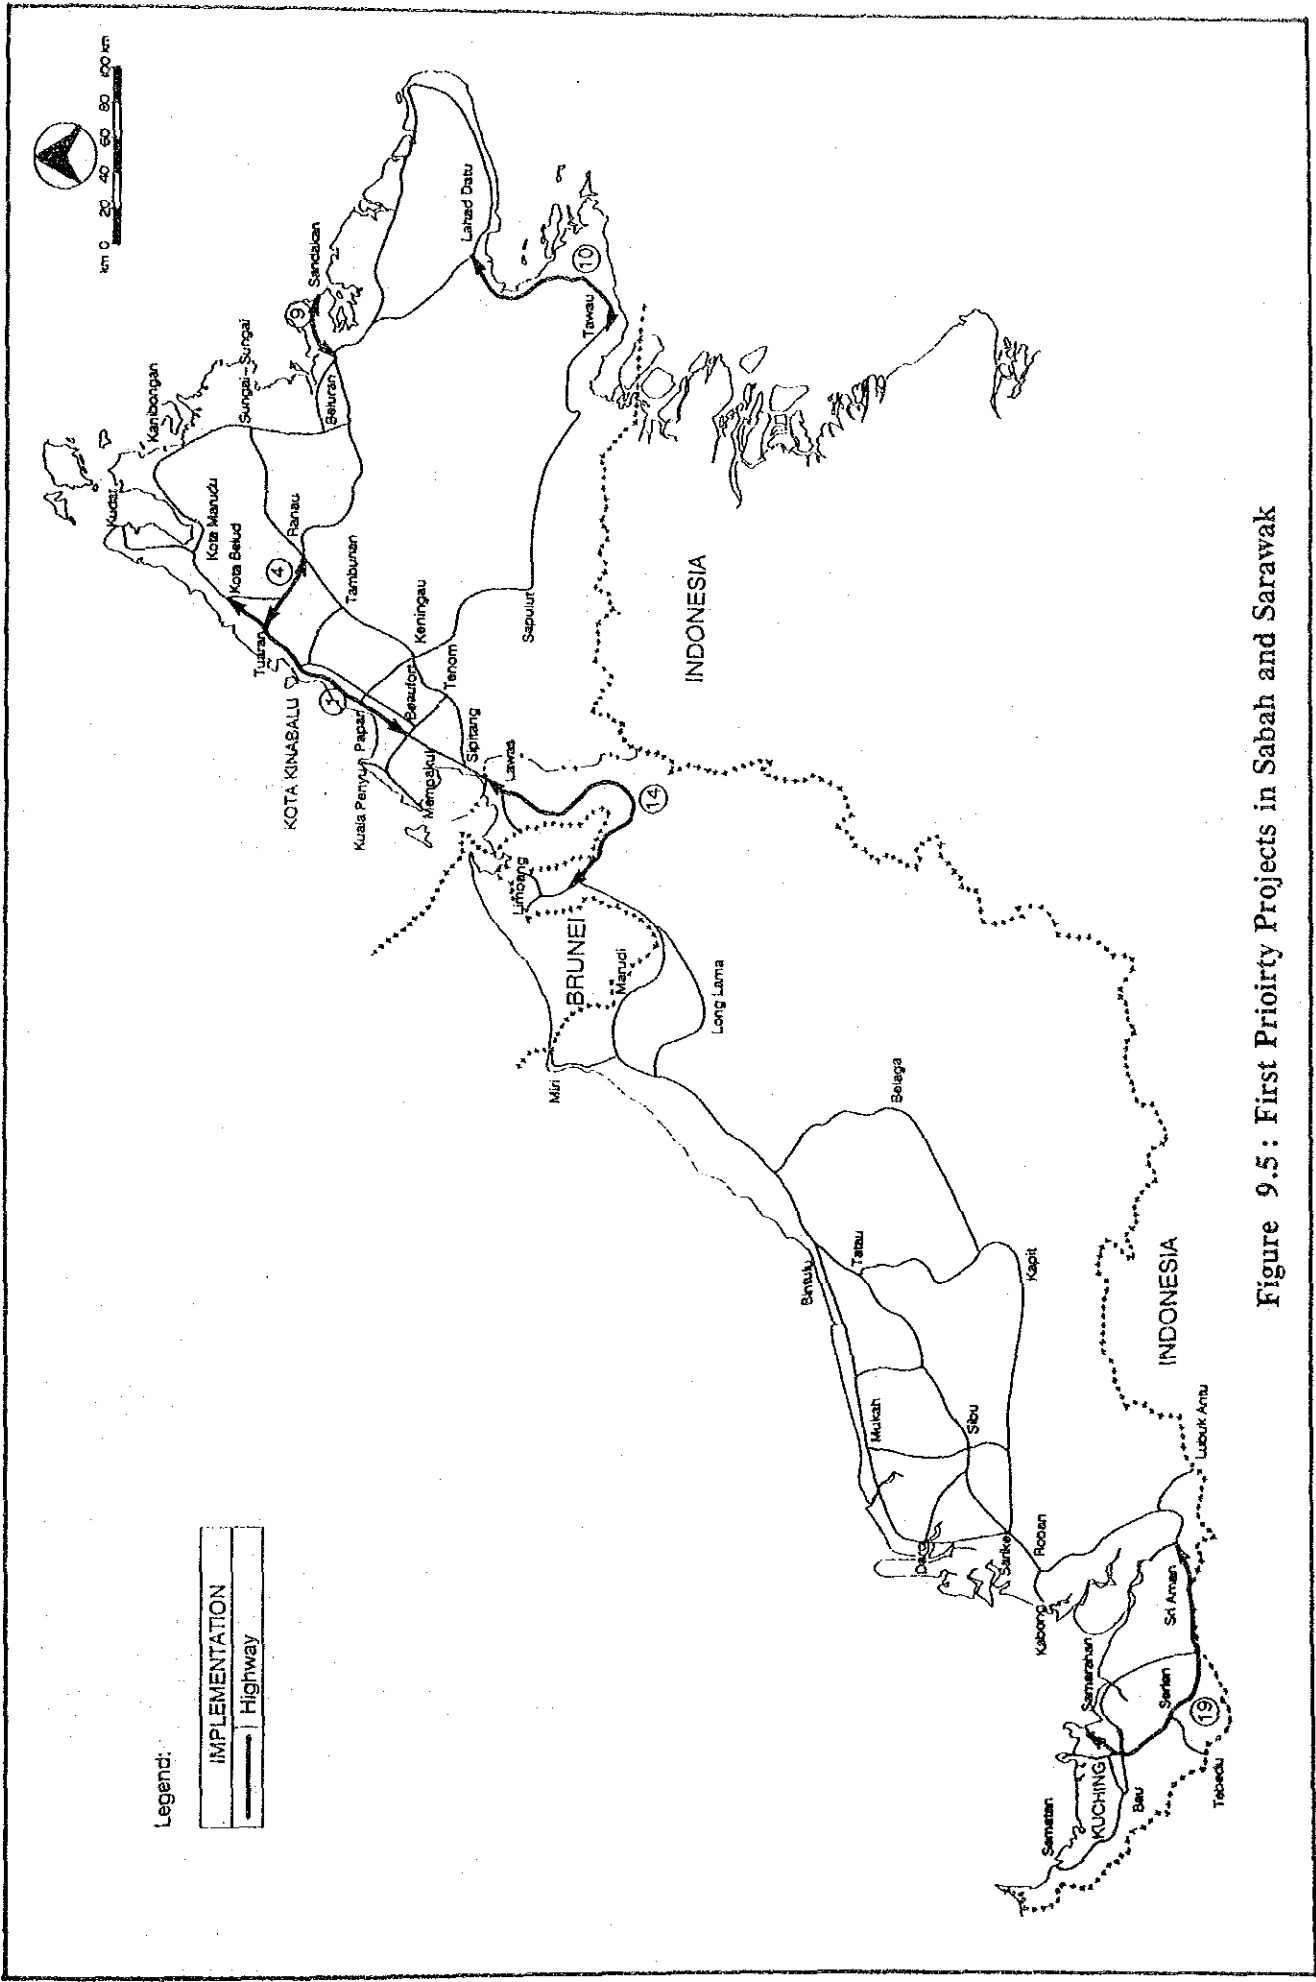 km 0 20 40 60 80 100 km
Kudat
Kanibongan
Kota Marudu
Kota Belud
Sungai-Sungai
Beluran
9
Sandakan
Ranau
4
Tuaran
KOTA KINABALU
Tambunan
Lahad Datu
10
Tawau
Keningau
Papar
Beaufort
Kuala Penyu
Tenom
Sapulut
Mempakul
Sipitang
Lawas
14
Limbang
BRUNEI
INDONESIA
Marudi
Long Lama
Miri
Belaga
Bintulu
Tatau
Kapit
Mukah
Sibu
Daro
Sarikei
Roban
Kabong
INDONESIA
Lubuk Antu
Sri Aman
Samarahan
Serian
19
Tebedu
Sematan
KUCHING
Bau
Legend:
IMPLEMENTATION
Highway
Figure 9.5 : First Prioirty Projects in Sabah and Sarawak